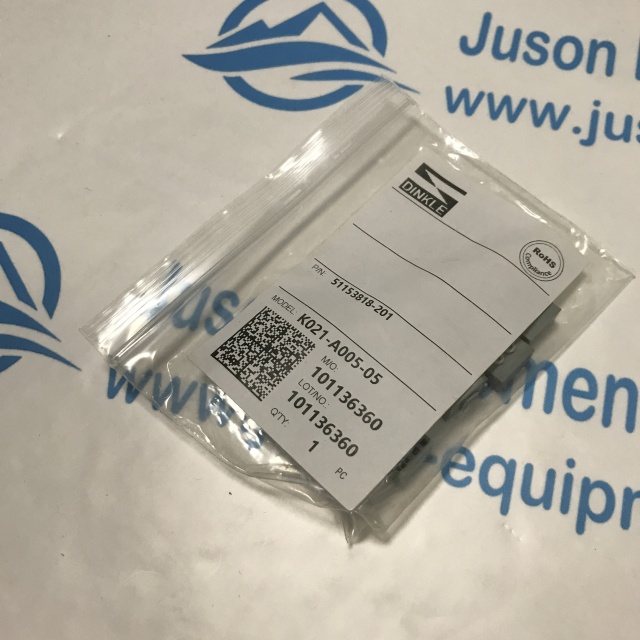 Juson
www.jus
DINKLE
RoHS
Compliance
P/N: 51153818-201
MODEL: K021-A005-05
M/O:
101136360
LOT/NO.:
101136360
QTY: 1 PC
www.
-equipm